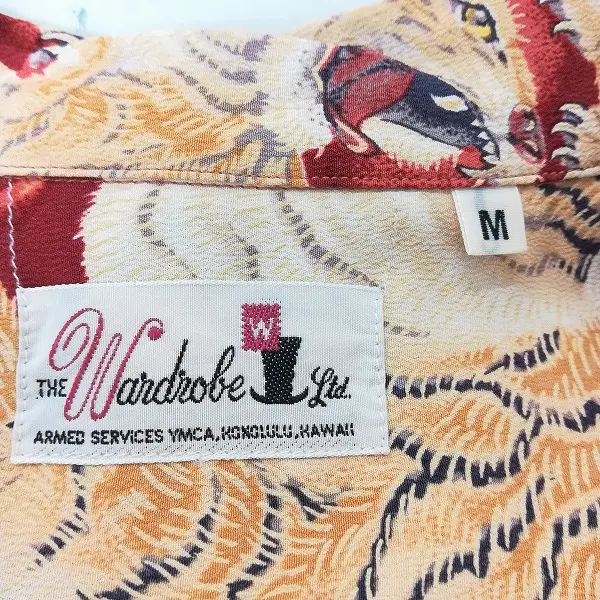 M
W
THE Wardrobe Ltd.
ARMED SERVICES YMCA, HONOLULU, HAWAII